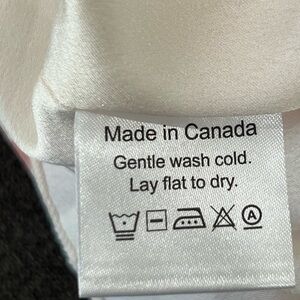 Made in Canada
Gentle wash cold.
Lay flat to dry.
A